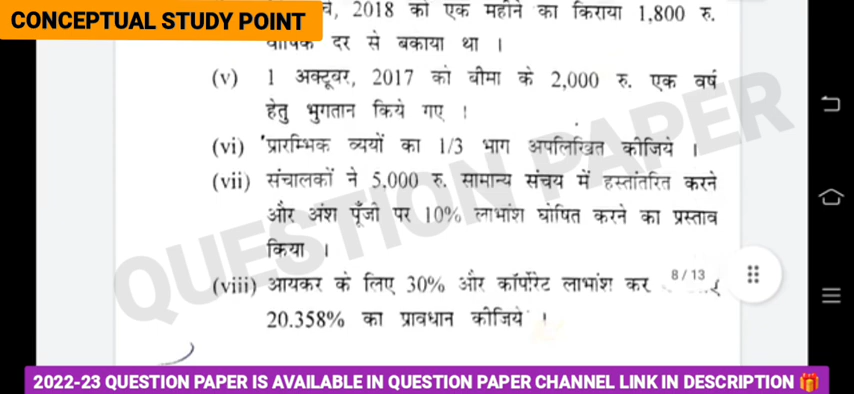 CONCEPTUAL STUDY POINT
2018 को एक महीने का किराया 1,800 रु.
वार्षिक दर से बकाया था ।
(v) 1 अक्टूबर, 2017 को बीमा के 2,000 रु. एक वर्ष
हेतु भुगतान किये गए ।
(vi) प्रारम्भिक व्ययों का 1/3 भाग अपलिखित कीजिये ।
(vii) संचालकों ने 5,000 रु. सामान्य संचय में हस्तांतरित करने
और अंश पूँजी पर 10% लाभांश घोषित करने का प्रस्ताव
किया ।
(viii) आयकर के लिए 30% और कॉर्पोरेट लाभांश कर
8/13
20.358% का प्रावधान कीजिये ।
QUESTION PAPER
2022-23 QUESTION PAPER IS AVAILABLE IN QUESTION PAPER CHANNEL LINK IN DESCRIPTION